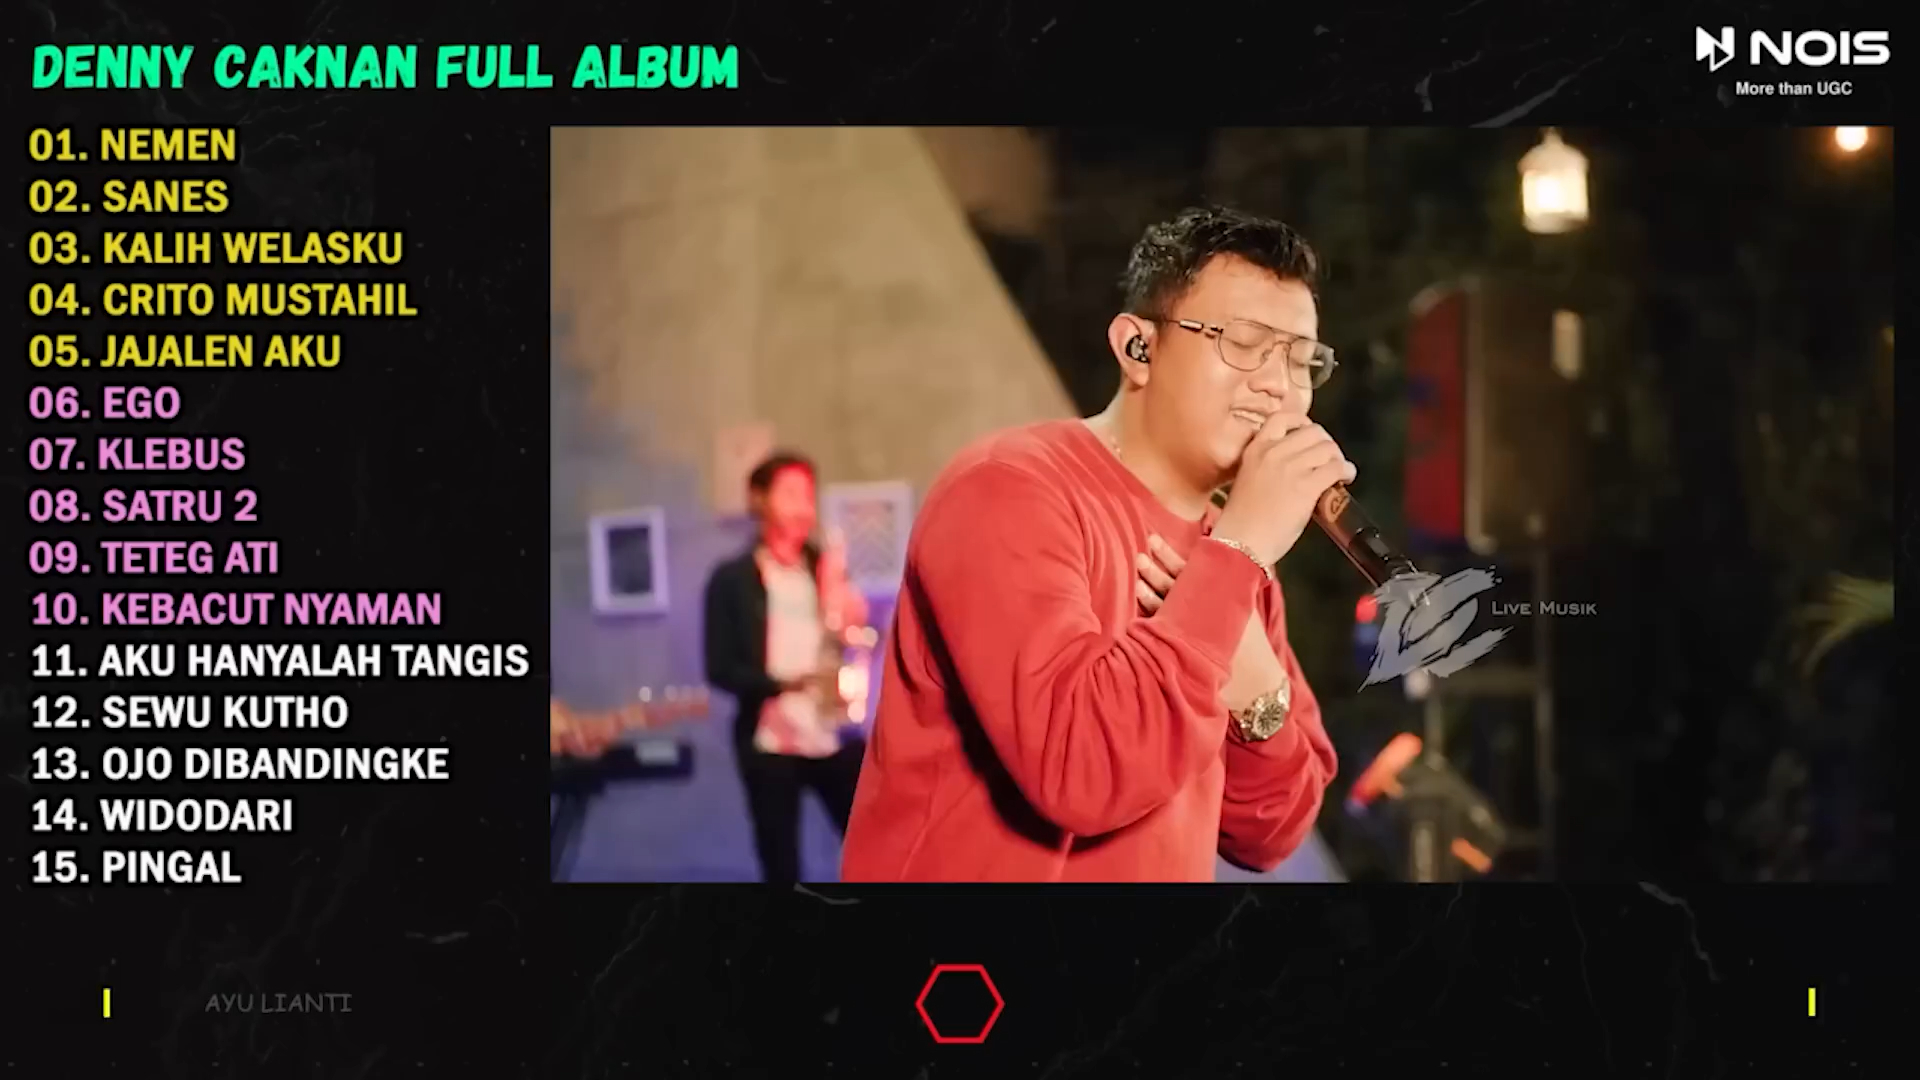 DENNY CAKNAN FULL ALBUM
NOIS
More than UGC
01. NEMEN
02. SANES
03. KALIH WELASKU
04. CRITO MUSTAHIL
05. JAJALEN AKU
06. EGO
07. KLEBUS
08. SATRU 2
09. TETEG ATI
10. KEBACUT NYAMAN
11. AKU HANYALAH TANGIS
12. SEWU KUTHO
13. OJO DIBANDINGKE
14. WIDODARI
15. PINGAL
LIVE MUSIK
AYU LIANTI